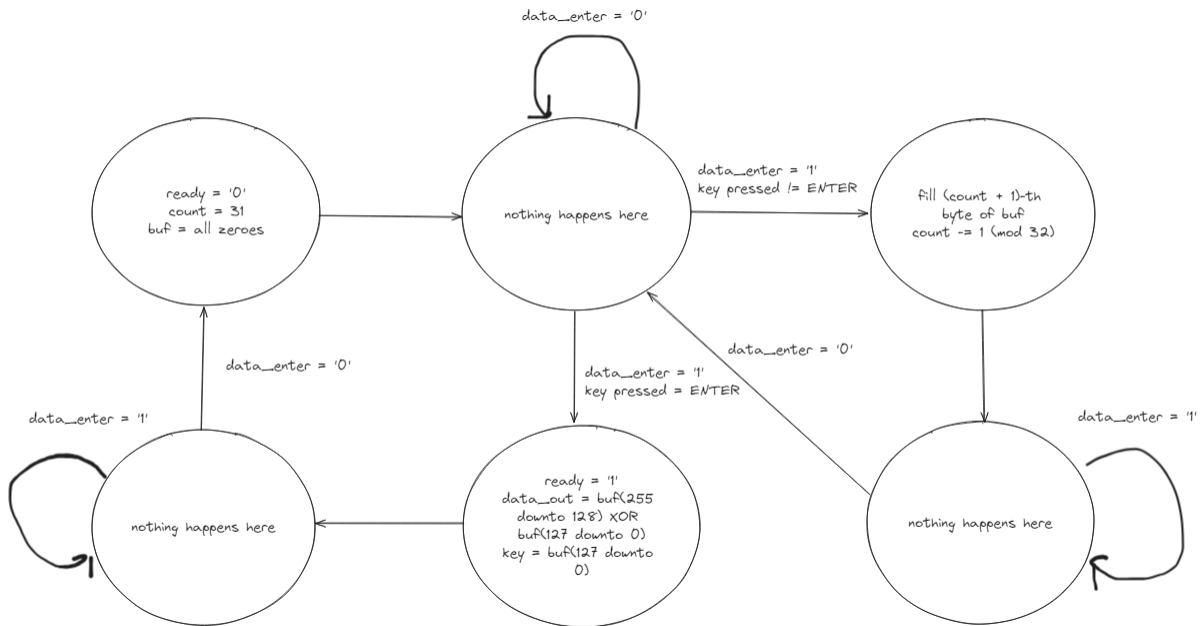 data_enter = '0'
ready = '0'
count = 31
buf = all zeroes
nothing happens here
data_enter = '1'
key pressed != ENTER
fill (count + 1)-th
byte of buf
count -= 1 (mod 32)
data_enter = '0'
data_enter = '1'
key pressed = ENTER
data_enter = '0'
data_enter = '1'
data_enter = '1'
nothing happens here
ready = '1'
data_out = buf(255
downto 128) XOR
buf(127 downto 0)
key = buf(127 downto
0)
nothing happens here